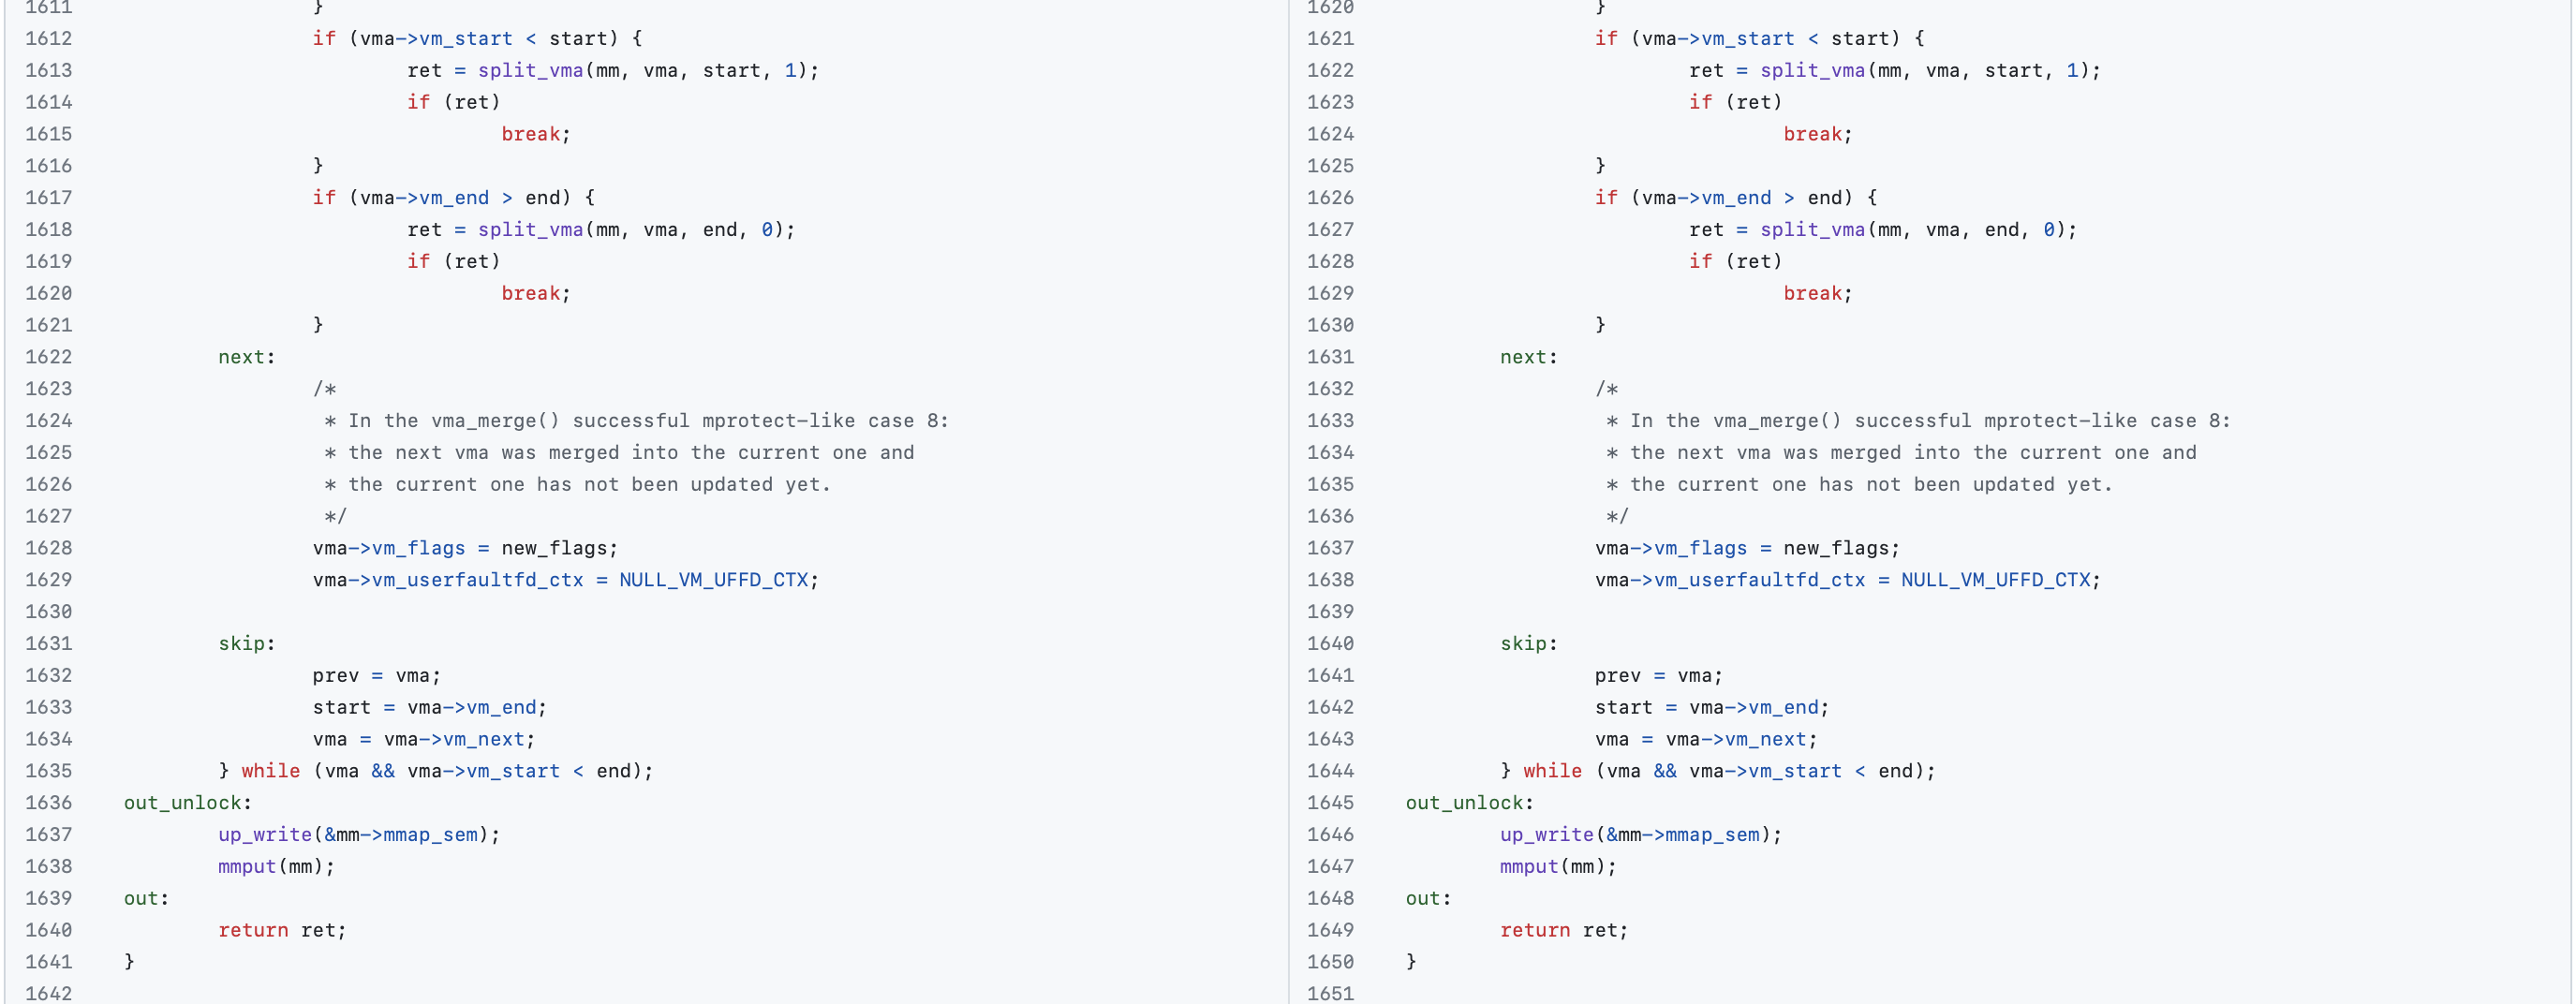 1611 }
1612 if (vma->vm_start < start) {
1613 ret = split_vma(mm, vma, start, 1);
1614 if (ret)
1615 break;
1616 }
1617 if (vma->vm_end > end) {
1618 ret = split_vma(mm, vma, end, 0);
1619 if (ret)
1620 break;
1621 }
1622 next:
1623 /*
1624 * In the vma_merge() successful mprotect-like case 8:
1625 * the next vma was merged into the current one and
1626 * the current one has not been updated yet.
1627 */
1628 vma->vm_flags = new_flags;
1629 vma->vm_userfaultfd_ctx = NULL_VM_UFFD_CTX;
1630
1631 skip:
1632 prev = vma;
1633 start = vma->vm_end;
1634 vma = vma->vm_next;
1635 } while (vma && vma->vm_start < end);
1636 out_unlock:
1637 up_write(&mm->mmap_sem);
1638 mmput(mm);
1639 out:
1640 return ret;
1641 }
1642
1620 }
1621 if (vma->vm_start < start) {
1622 ret = split_vma(mm, vma, start, 1);
1623 if (ret)
1624 break;
1625 }
1626 if (vma->vm_end > end) {
1627 ret = split_vma(mm, vma, end, 0);
1628 if (ret)
1629 break;
1630 }
1631 next:
1632 /*
1633 * In the vma_merge() successful mprotect-like case 8:
1634 * the next vma was merged into the current one and
1635 * the current one has not been updated yet.
1636 */
1637 vma->vm_flags = new_flags;
1638 vma->vm_userfaultfd_ctx = NULL_VM_UFFD_CTX;
1639
1640 skip:
1641 prev = vma;
1642 start = vma->vm_end;
1643 vma = vma->vm_next;
1644 } while (vma && vma->vm_start < end);
1645 out_unlock:
1646 up_write(&mm->mmap_sem);
1647 mmput(mm);
1648 out:
1649 return ret;
1650 }
1651